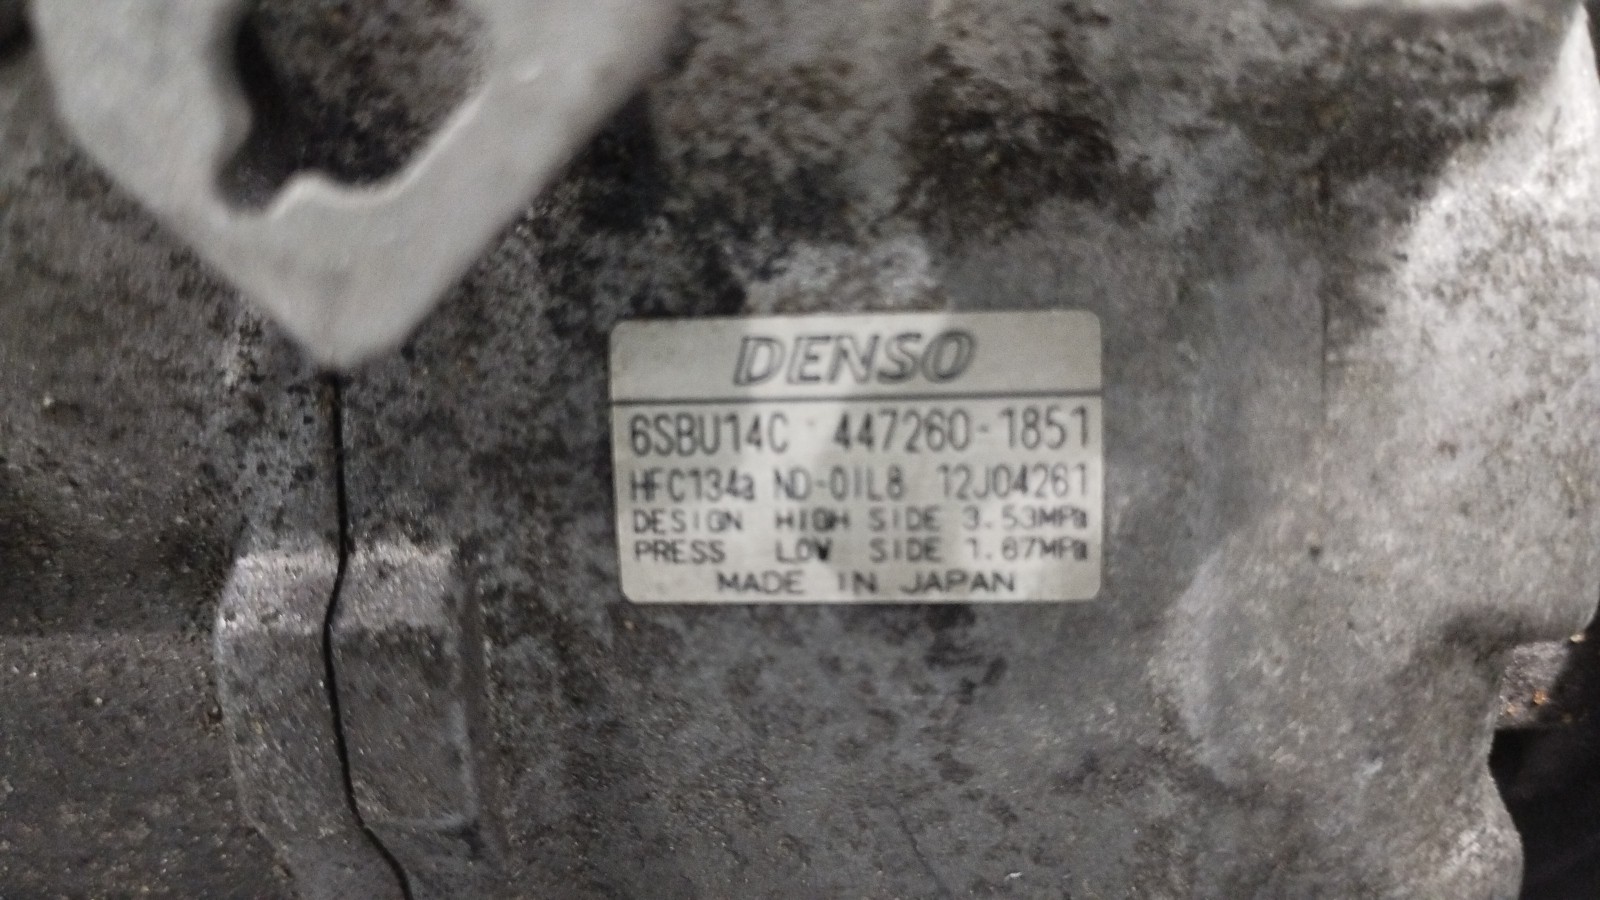 DENSO
6SBU14C 447260-1851
HFC134a ND-OIL8 12J04261
DESIGN HIGH SIDE 3.53MPa
PRESS LOW SIDE 1.67MPa
MADE IN JAPAN